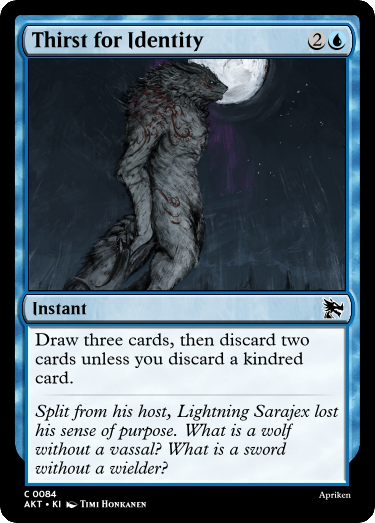 Thirst for Identity 2
Instant
Draw three cards, then discard two
cards unless you discard a kindred
card.
Split from his host, Lightning Sarajex lost
his sense of purpose. What is a wolf
without a vassal? What is a sword
without a wielder?
C 0084
AKT • KI Timi Honkanen
Apriken